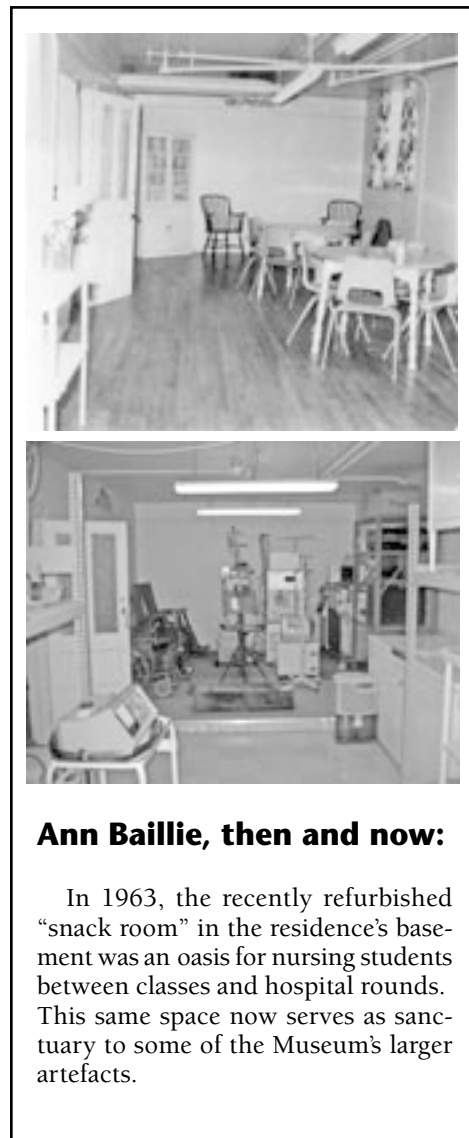 Ann Baillie, then and now:
In 1963, the recently refurbished
“snack room” in the residence’s base-
ment was an oasis for nursing students
between classes and hospital rounds.
This same space now serves as sanc-
tuary to some of the Museum’s larger
artefacts.